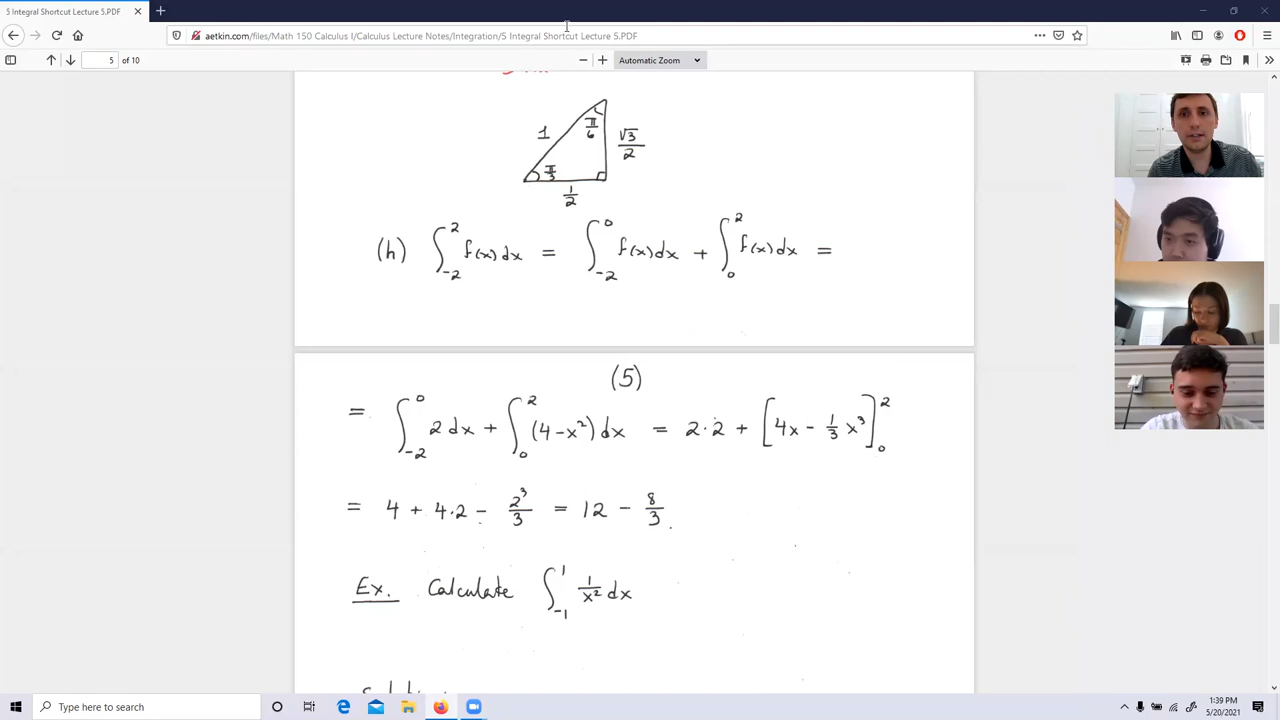 5 Integral Shortcut Lecture 5.PDF
aetkin.com/files/Math 150 Calculus I/Calculus Lecture Notes/Integration/5 Integral Shortcut Lecture 5.PDF
5 of 10
Automatic Zoom
1
π/6
√3/2
π/3
1/2
(h) ∫_{-2}^{2} f(x)dx = ∫_{-2}^{0} f(x)dx + ∫_{0}^{2} f(x)dx =
(5)
= ∫_{-2}^{0} 2 dx + ∫_{0}^{2} (4-x²)dx = 2·2 + [4x - 1/3 x³]_{0}^{2}
= 4 + 4·2 - 2³/3 = 12 - 8/3.
Ex. Calculate ∫_{-1}^{1} 1/x² dx
Type here to search
1:39 PM
5/20/2021